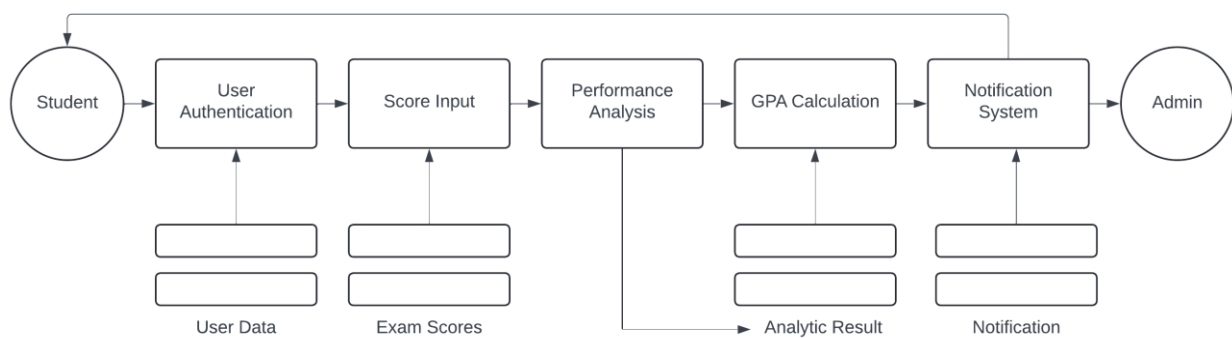 Student
User
Authentication
Score Input
Performance
Analysis
GPA Calculation
Notification
System
Admin
User Data
Exam Scores
Analytic Result
Notification